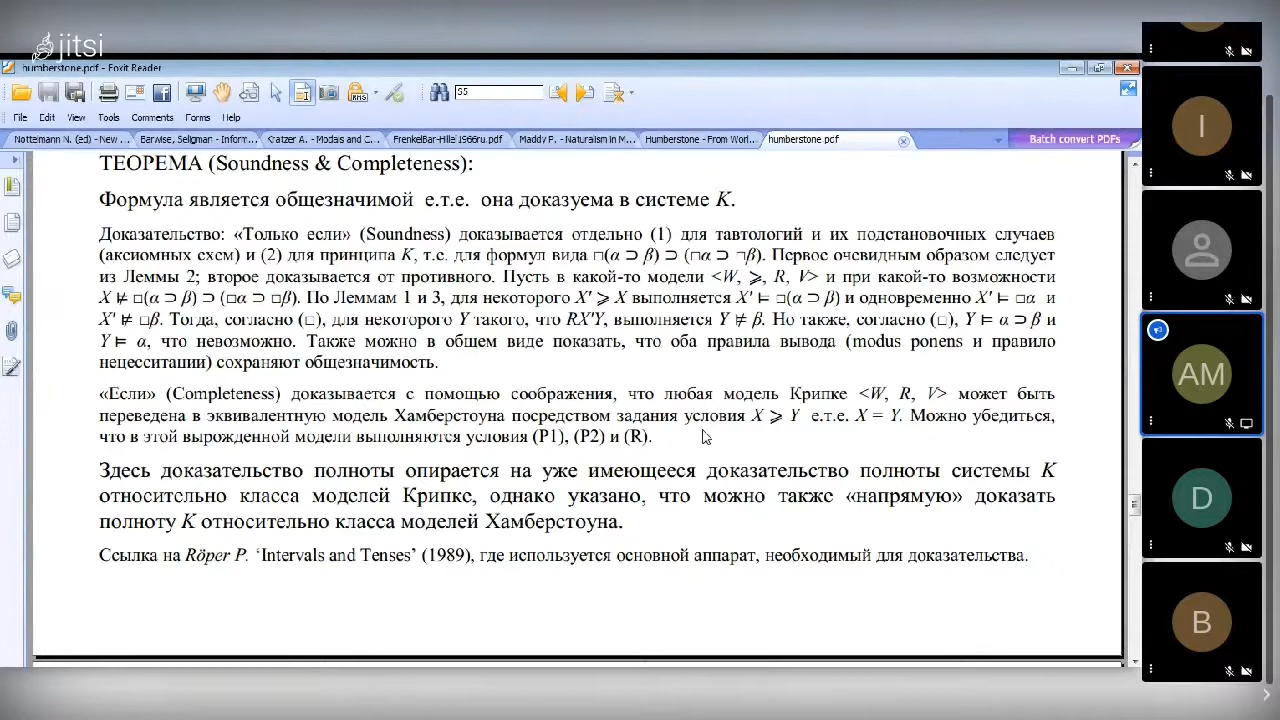 jitsi
humberstone.pdf - Foxit Reader
S5
File Edit View Tools Comments Forms Help
Nottelmann N. (ed) - New ... Barwise, Seligman - Inform... Kratzer A. - Modals and C... FrenkelBar-Hillel1966ru.pdf Maddy P. - Naturalism in M... Humberstone - From Worl... humberstone.pdf Batch convert PDFs
ТЕОРЕМА (Soundness & Completeness):
Формула является общезначимой е.т.е. она доказуема в системе K.
Доказательство: «Только если» (Soundness) доказывается отдельно (1) для тавтологий и их подстановочных случаев
(аксиомных схем) и (2) для принципа K, т.е. для формул вида □(α ⊃ β) ⊃ (□α ⊃ □β). Первое очевидным образом следует
из Леммы 2; второе доказывается от противного. Пусть в какой-то модели <W, ⩾, R, V> и при какой-то возможности
X ⊭ □(α ⊃ β) ⊃ (□α ⊃ □β). По Леммам 1 и 3, для некоторого X′ ⩾ X выполняется X′ ⊨ □(α ⊃ β) и одновременно X′ ⊨ □α и
X′ ⊭ □β. Тогда, согласно (□), для некоторого Y такого, что RX′Y, выполняется Y ⊭ β. Но также, согласно (□), Y ⊨ α ⊃ β и
Y ⊨ α, что невозможно. Также можно в общем виде показать, что оба правила вывода (modus ponens и правило
нецесситации) сохраняют общезначимость.
«Если» (Completeness) доказывается с помощью соображения, что любая модель Крипке <W, R, V> может быть
переведена в эквивалентную модель Хамберстоуна посредством задания условия X ⩾ Y е.т.е. X = Y. Можно убедиться,
что в этой вырожденной модели выполняются условия (P1), (P2) и (R).
Здесь доказательство полноты опирается на уже имеющееся доказательство полноты системы K
относительно класса моделей Крипке, однако указано, что можно также «напрямую» доказать
полноту K относительно класса моделей Хамберстоуна.
Ссылка на Röper P. ‘Intervals and Tenses’ (1989), где используется основной аппарат, необходимый для доказательства.
I
AM
D
B